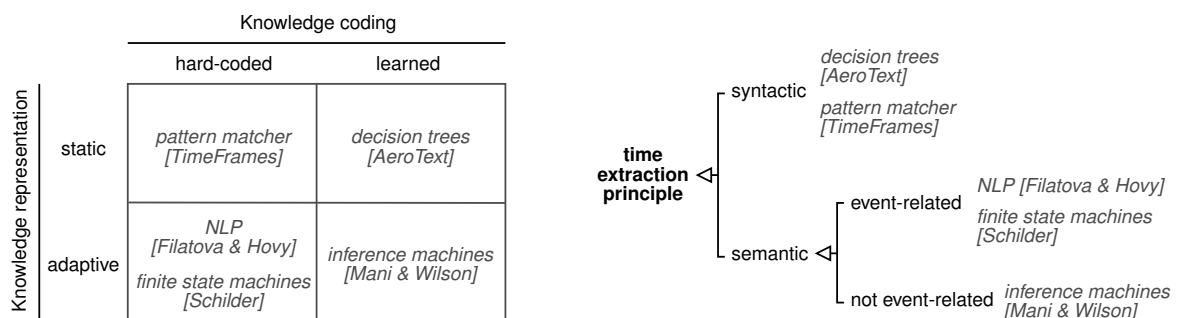 Knowledge coding
hard-coded
learned
Knowledge representation
static
pattern matcher
[TimeFrames]
decision trees
[AeroText]
adaptive
NLP
[Filatova & Hovy]
finite state machines
[Schilder]
inference machines
[Mani & Wilson]
time
extraction
principle
syntactic
decision trees
[AeroText]
pattern matcher
[TimeFrames]
semantic
event-related
NLP [Filatova & Hovy]
finite state machines
[Schilder]
not event-related
inference machines
[Mani & Wilson]